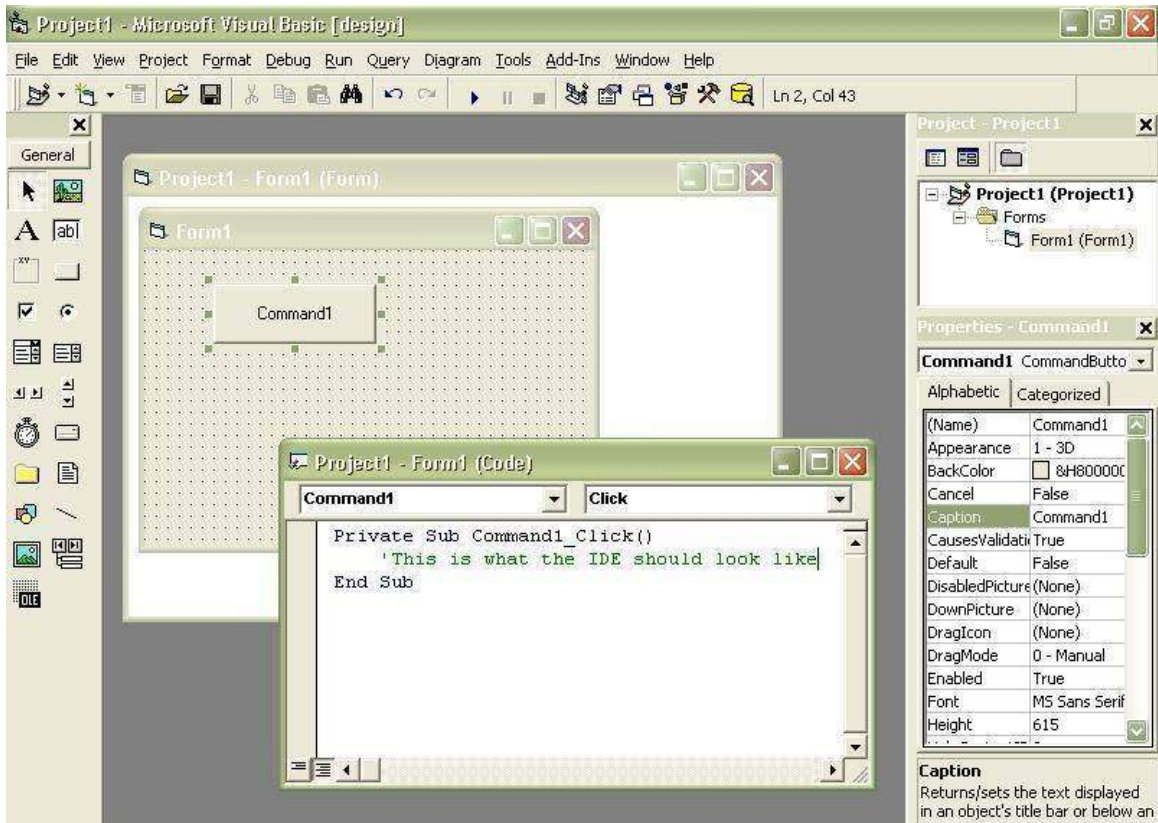 Project1 - Microsoft Visual Basic [design]
File Edit View Project Format Debug Run Query Diagram Tools Add-Ins Window Help
Ln 2, Col 43
General
A
ab|
XY
OLE
Project1 - Form1 (Form)
Form1
Command1
Project1 - Form1 (Code)
Command1
Click
Private Sub Command1_Click()
'This is what the IDE should look like
End Sub
Project - Project1
Project1 (Project1)
Forms
Form1 (Form1)
Properties - Command1
Command1 CommandButto
Alphabetic Categorized
(Name) Command1
Appearance 1 - 3D
BackColor &H800000
Cancel False
Caption Command1
CausesValidati True
Default False
DisabledPicture (None)
DownPicture (None)
DragIcon (None)
DragMode 0 - Manual
Enabled True
Font MS Sans Serif
Height 615
Caption
Returns/sets the text displayed
in an object's title bar or below an